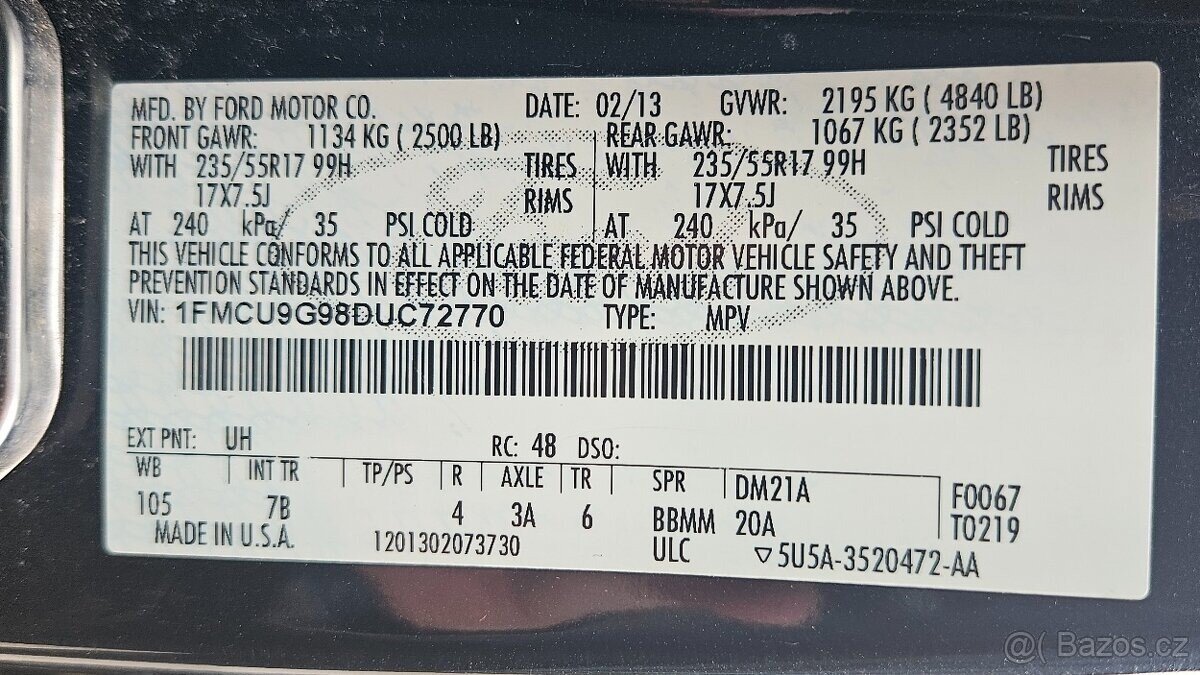 MFD. BY FORD MOTOR CO. DATE: 02/13 GVWR: 2195 KG ( 4840 LB)
FRONT GAWR: 1134 KG ( 2500 LB) REAR GAWR: 1067 KG ( 2352 LB)
WITH 235/55R17 99H TIRES WITH 235/55R17 99H TIRES
17X7.5J RIMS 17X7.5J RIMS
AT 240 kPa/ 35 PSI COLD AT 240 kPa/ 35 PSI COLD
THIS VEHICLE CONFORMS TO ALL APPLICABLE FEDERAL MOTOR VEHICLE SAFETY AND THEFT
PREVENTION STANDARDS IN EFFECT ON THE DATE OF MANUFACTURE SHOWN ABOVE.
VIN: 1FMCU9G98DUC72770 TYPE: MPV
EXT PNT: UH RC: 48 DSO:
WB INT TR TP/PS R AXLE TR SPR DM21A F0067
105 7B 4 3A 6 BBMM 20A T0219
MADE IN U.S.A. 1201302073730 ULC ▽5U5A-3520472-AA
@( Bazos.cz